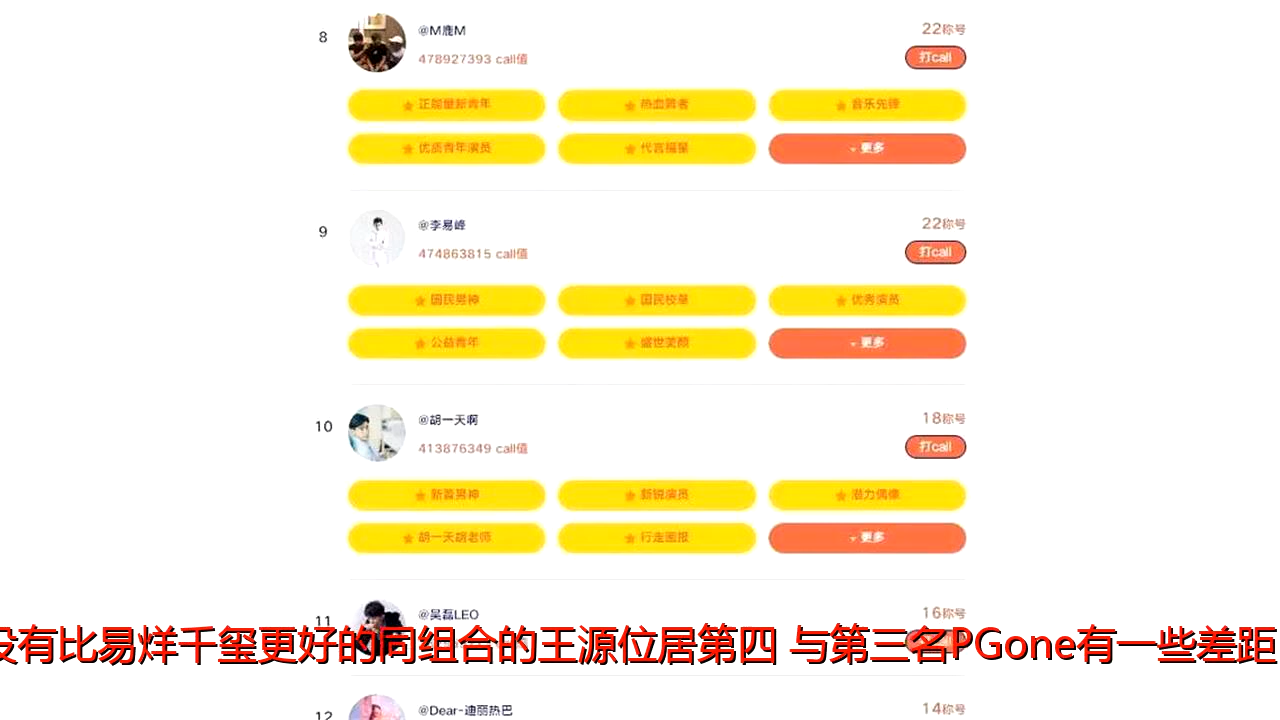 8
@M鹿M
22称号
478927393 call值
打call
正能量新青年
热血舞者
音乐先锋
优质青年演员
代言福星
更多
9
@李易峰
22称号
474863815 call值
打call
国民男神
国民校草
优秀演员
公益青年
盛世美颜
更多
10
@胡一天啊
18称号
413876349 call值
打call
新晋男神
新锐演员
潜力偶像
胡一天胡老师
行走画报
更多
11
@吴磊LEO
16称号
没有比易烊千玺更好的同组合的王源位居第四 与第三名PGone有一些差距
12
@Dear-迪丽热巴
14称号